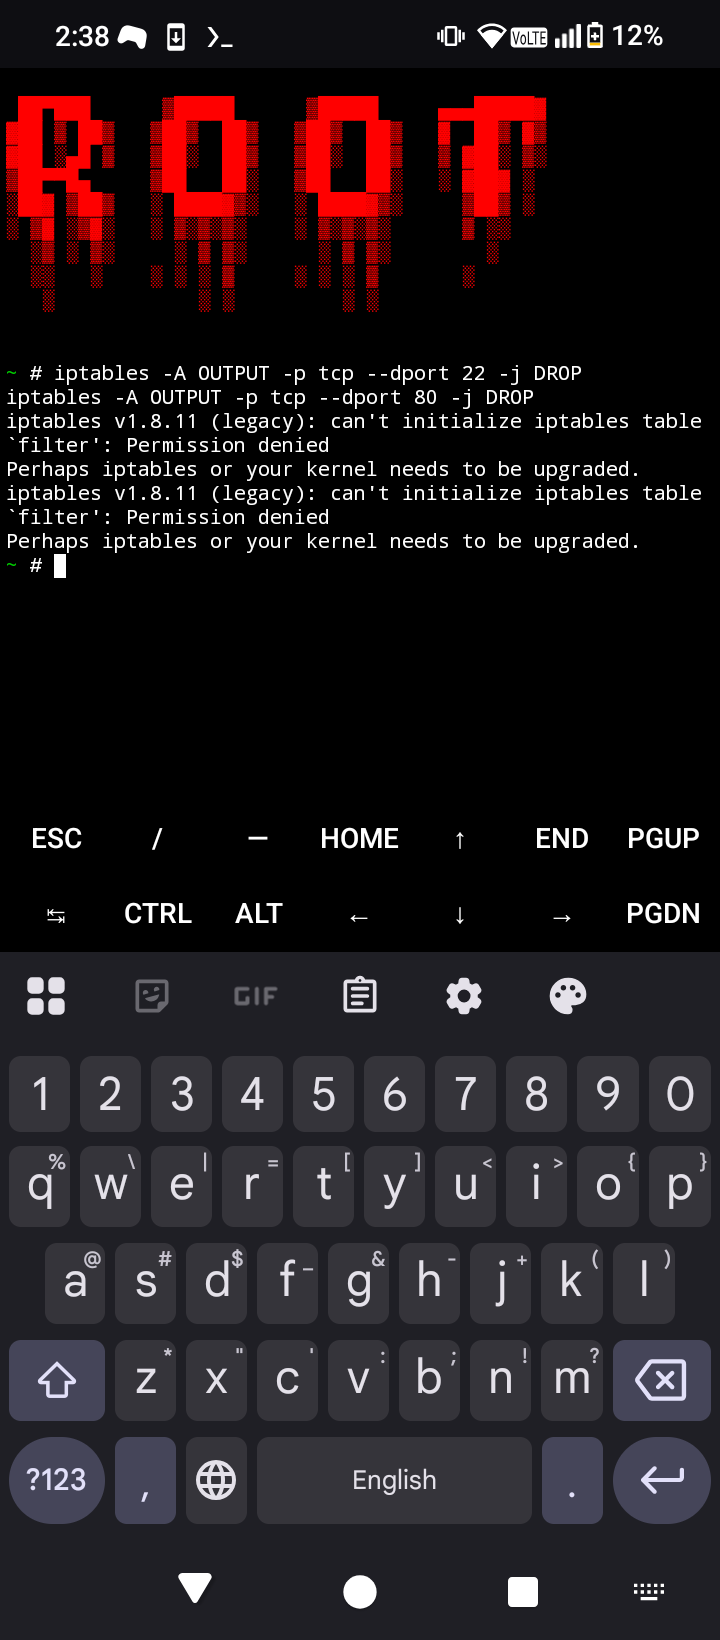 2:38 VoLTE 12%
ROOT
~ # iptables -A OUTPUT -p tcp --dport 22 -j DROP
iptables -A OUTPUT -p tcp --dport 80 -j DROP
iptables v1.8.11 (legacy): can't initialize iptables table
`filter': Permission denied
Perhaps iptables or your kernel needs to be upgraded.
iptables v1.8.11 (legacy): can't initialize iptables table
`filter': Permission denied
Perhaps iptables or your kernel needs to be upgraded.
~ #
ESC / — HOME ↑ END PGUP
↹ CTRL ALT ← ↓ → PGDN
GIF
1 2 3 4 5 6 7 8 9 0
q % w \ e | r = t [ y ] u < i > o { p }
a @ s # d $ f _ g & h - j + k ( l )
z * x " c ' v : b ; n ! m ?
?123 , English .